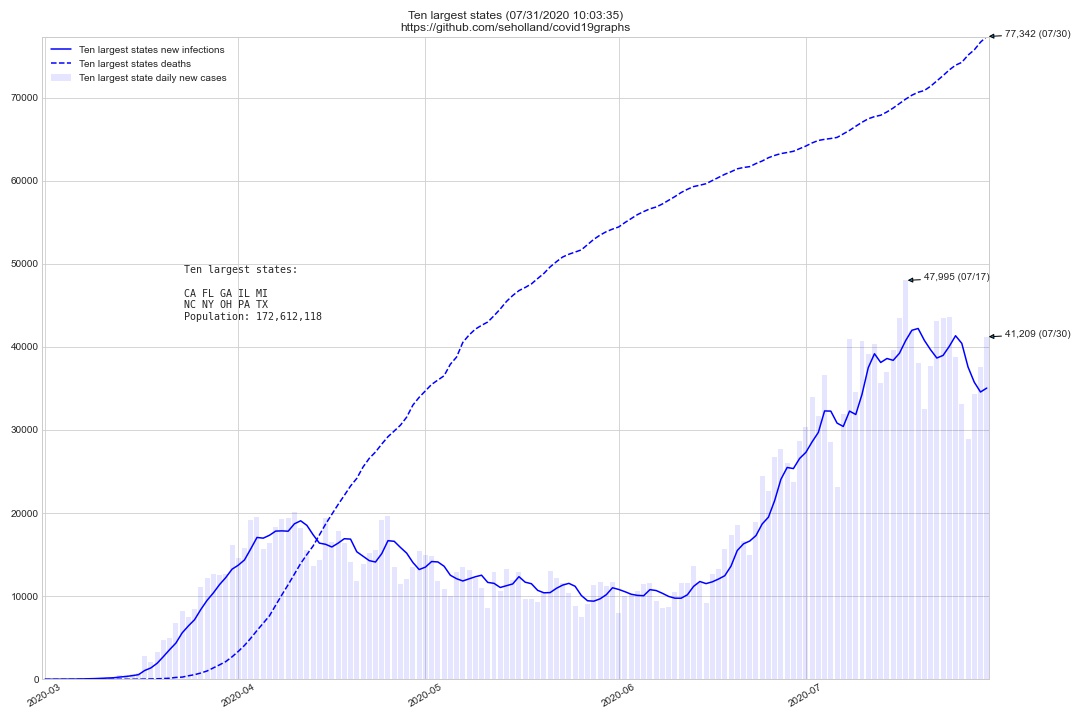 Ten largest states (07/31/2020 10:03:35)
https://github.com/seholland/covid19graphs
77,342 (07/30)
Ten largest states new infections
Ten largest states deaths
Ten largest state daily new cases
70000
60000
50000
Ten largest states:
CA FL GA IL MI
NC NY OH PA TX
Population: 172,612,118
47,995 (07/17)
41,209 (07/30)
40000
30000
20000
10000
0
2020-03
2020-04
2020-05
2020-06
2020-07